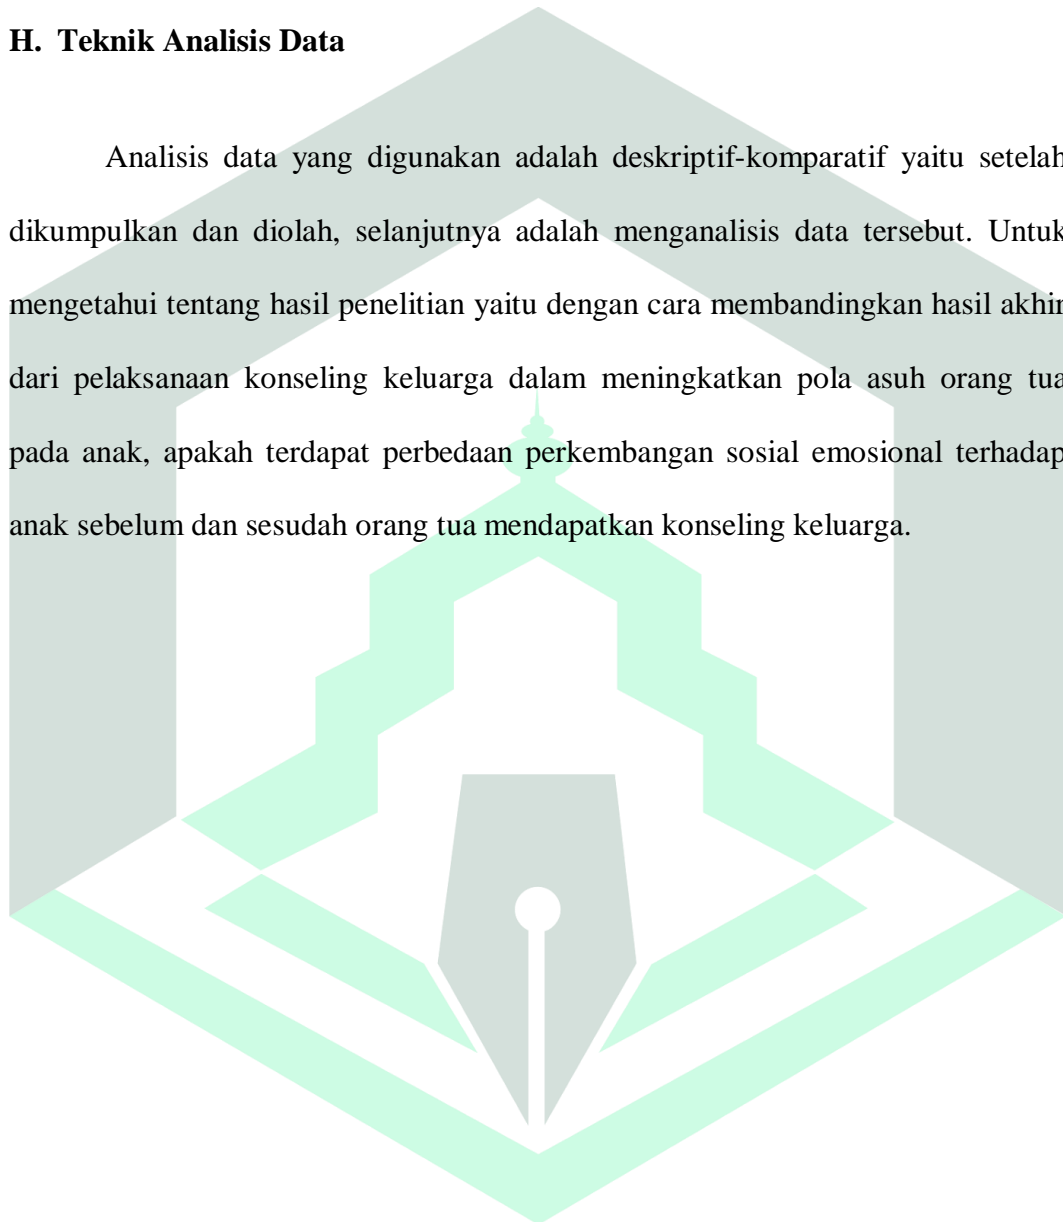 H. Teknik Analisis Data
Analisis data yang digunakan adalah deskriptif-komparatif yaitu setelah
dikumpulkan dan diolah, selanjutnya adalah menganalisis data tersebut. Untuk
mengetahui tentang hasil penelitian yaitu dengan cara membandingkan hasil akhir
dari pelaksanaan konseling keluarga dalam meningkatkan pola asuh orang tua
pada anak, apakah terdapat perbedaan perkembangan sosial emosional terhadap
anak sebelum dan sesudah orang tua mendapatkan konseling keluarga.